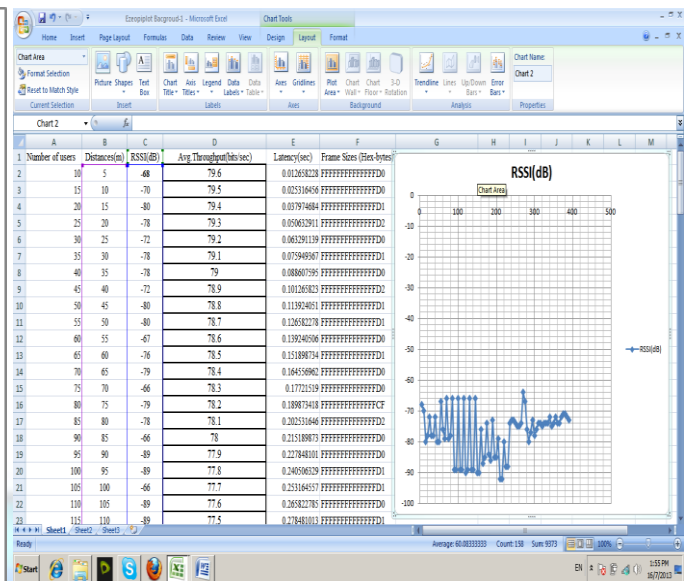 Ezeopiplot Bacgroud-1 - Microsoft Excel Chart Tools
Home Insert Page Layout Formulas Data Review View Design Layout Format
Chart Area
Format Selection
Reset to Match Style
Current Selection
Picture Shapes Text Box
Insert
Chart Title Axis Titles Legend Data Labels Data Table
Labels
Axes Gridlines
Axes
Plot Area Chart Wall Chart Floor 3-D Rotation
Background
Trendline Lines Up/Down Bars Error Bars
Analysis
Chart Name:
Chart 2
Properties
Chart 2 fx
A B C D E F G H I J K L M
1 Number of users Distances(m) RSSI(dB) Avg.Throughput(bits/sec) Latency(sec) Frame Sizes (Hex-bytes)
2 10 5 -68 79.6 0.012658228 FFFFFFFFFFFFFFD0
3 15 10 -70 79.5 0.025316456 FFFFFFFFFFFFFFD0
4 20 15 -80 79.4 0.037974684 FFFFFFFFFFFFFFD1
5 25 20 -78 79.3 0.050632911 FFFFFFFFFFFFFFD2
6 30 25 -72 79.2 0.063291139 FFFFFFFFFFFFFFD0
7 35 30 -78 79.1 0.075949367 FFFFFFFFFFFFFFD1
8 40 35 -78 79 0.088607595 FFFFFFFFFFFFFFD0
9 45 40 -72 78.9 0.101265823 FFFFFFFFFFFFFFD2
10 50 45 -80 78.8 0.113924051 FFFFFFFFFFFFFFD1
11 55 50 -80 78.7 0.126582278 FFFFFFFFFFFFFFD1
12 60 55 -67 78.6 0.139240506 FFFFFFFFFFFFFFD0
13 65 60 -76 78.5 0.151898734 FFFFFFFFFFFFFFD1
14 70 65 -79 78.4 0.164556962 FFFFFFFFFFFFFFD0
15 75 70 -66 78.3 0.17721519 FFFFFFFFFFFFFFD0
16 80 75 -79 78.2 0.189873418 FFFFFFFFFFFFFFCF
17 85 80 -78 78.1 0.202531646 FFFFFFFFFFFFFFD2
18 90 85 -66 78 0.215189873 FFFFFFFFFFFFFFD0
19 95 90 -89 77.9 0.227848101 FFFFFFFFFFFFFFD0
20 100 95 -89 77.8 0.240506329 FFFFFFFFFFFFFFD1
21 105 100 -66 77.7 0.253164557 FFFFFFFFFFFFFFD1
22 110 105 -89 77.6 0.265822785 FFFFFFFFFFFFFFD0
23 115 110 -89 77.5 0.278481013 FFFFFFFFFFFFFFD1
RSSI(dB)
Chart Area
0 100 200 300 400 500
0
-10
-20
-30
-40
-50
-60
-70
-80
-90
-100
RSSI(dB)
Sheet1 Sheet2 Sheet3
Ready Average: 60.08333333 Count: 158 Sum: 9373 100%
Start EN 1:55 PM
16/7/2013